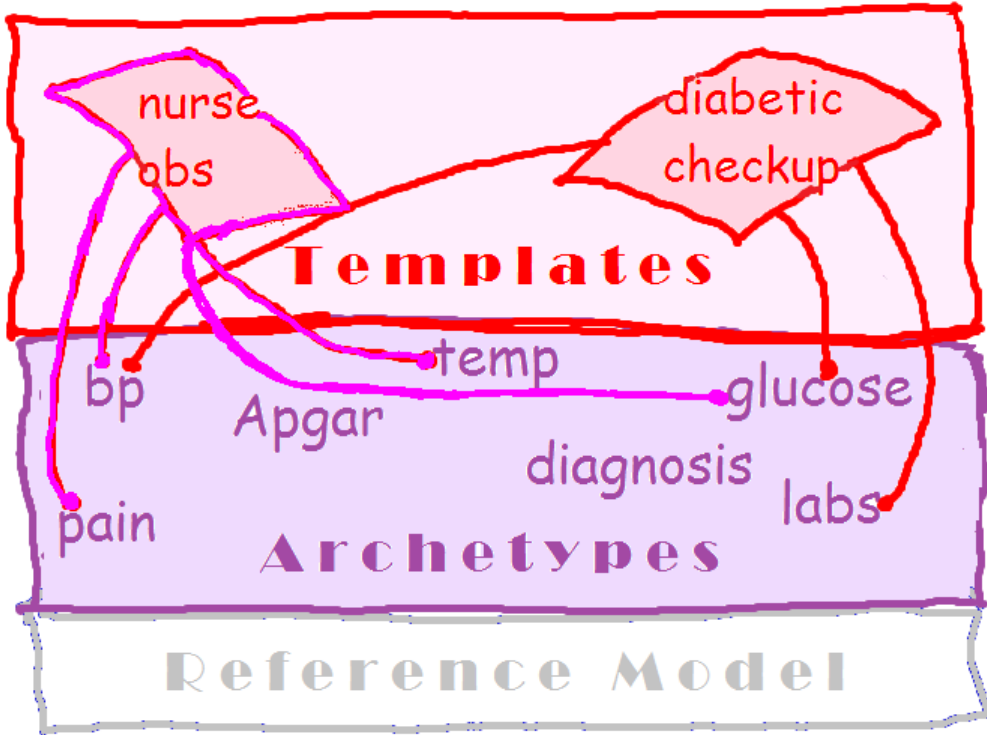 nurse
obs
diabetic
checkup
Templates
bp
temp
glucose
Apgar
diagnosis
labs
pain
Archetypes
Reference Model